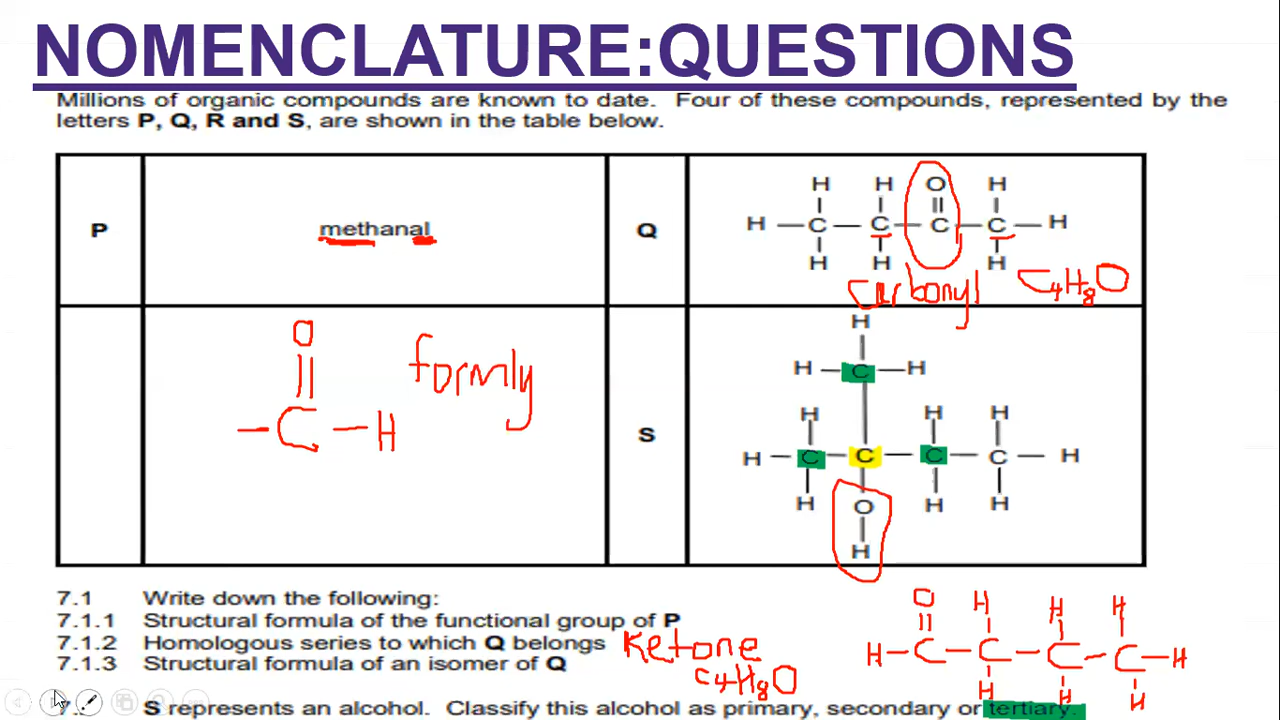 NOMENCLATURE:QUESTIONS
Millions of organic compounds are known to date. Four of these compounds, represented by the
letters P, Q, R and S, are shown in the table below.
P
methanal
Q
H H O H
H — C — C — C — C — H
H H H
carbonyl C4H8O
O
||
— C — H
formly
S
H
H — C — H
H H H
H — C — C — C — C — H
H O H H
H
7.1 Write down the following:
7.1.1 Structural formula of the functional group of P
7.1.2 Homologous series to which Q belongs Ketone
7.1.3 Structural formula of an isomer of Q C4H8O
O H H H
H — C — C — C — C — H
H H H
S represents an alcohol. Classify this alcohol as primary, secondary or tertiary.